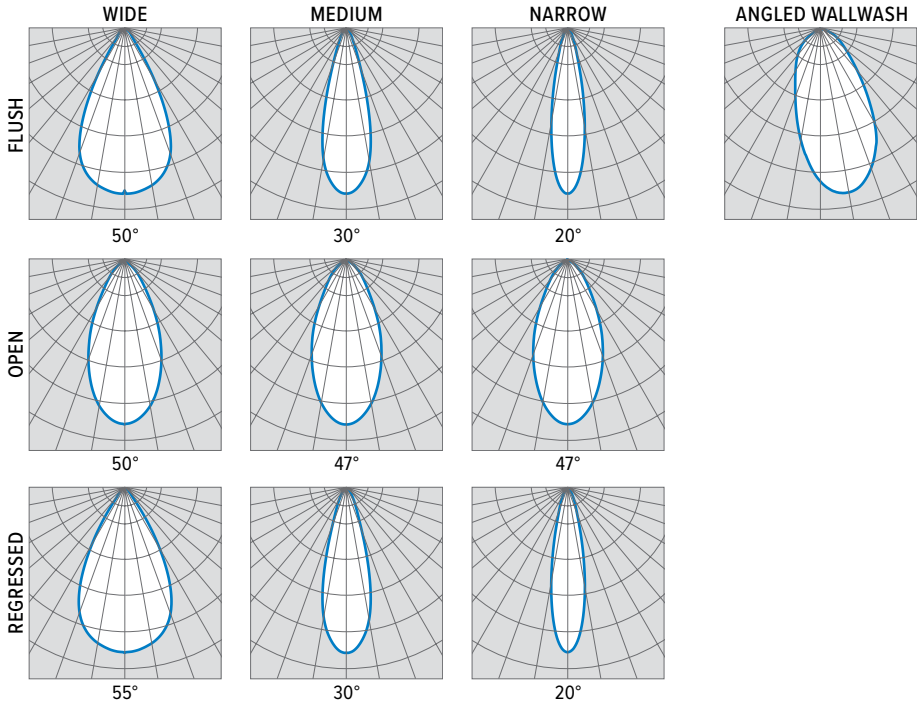 WIDE MEDIUM NARROW ANGLED WALLWASH
FLUSH
50° 30° 20°
OPEN
50° 47° 47°
REGRESSED
55° 30° 20°